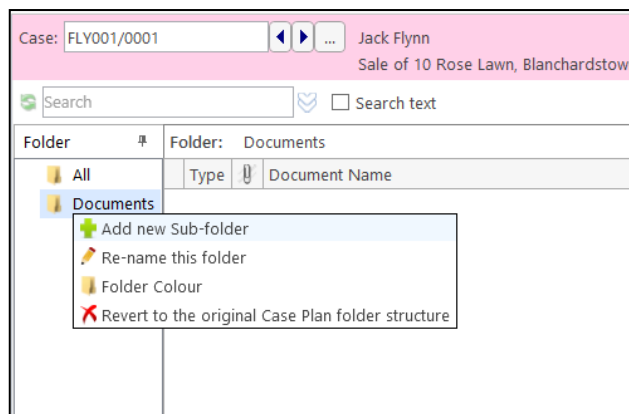 Case: FLY001/0001 ... Jack Flynn
Sale of 10 Rose Lawn, Blanchardstow
Search Search text
Folder Folder: Documents
All Type Document Name
Documents
Add new Sub-folder
Re-name this folder
Folder Colour
Revert to the original Case Plan folder structure